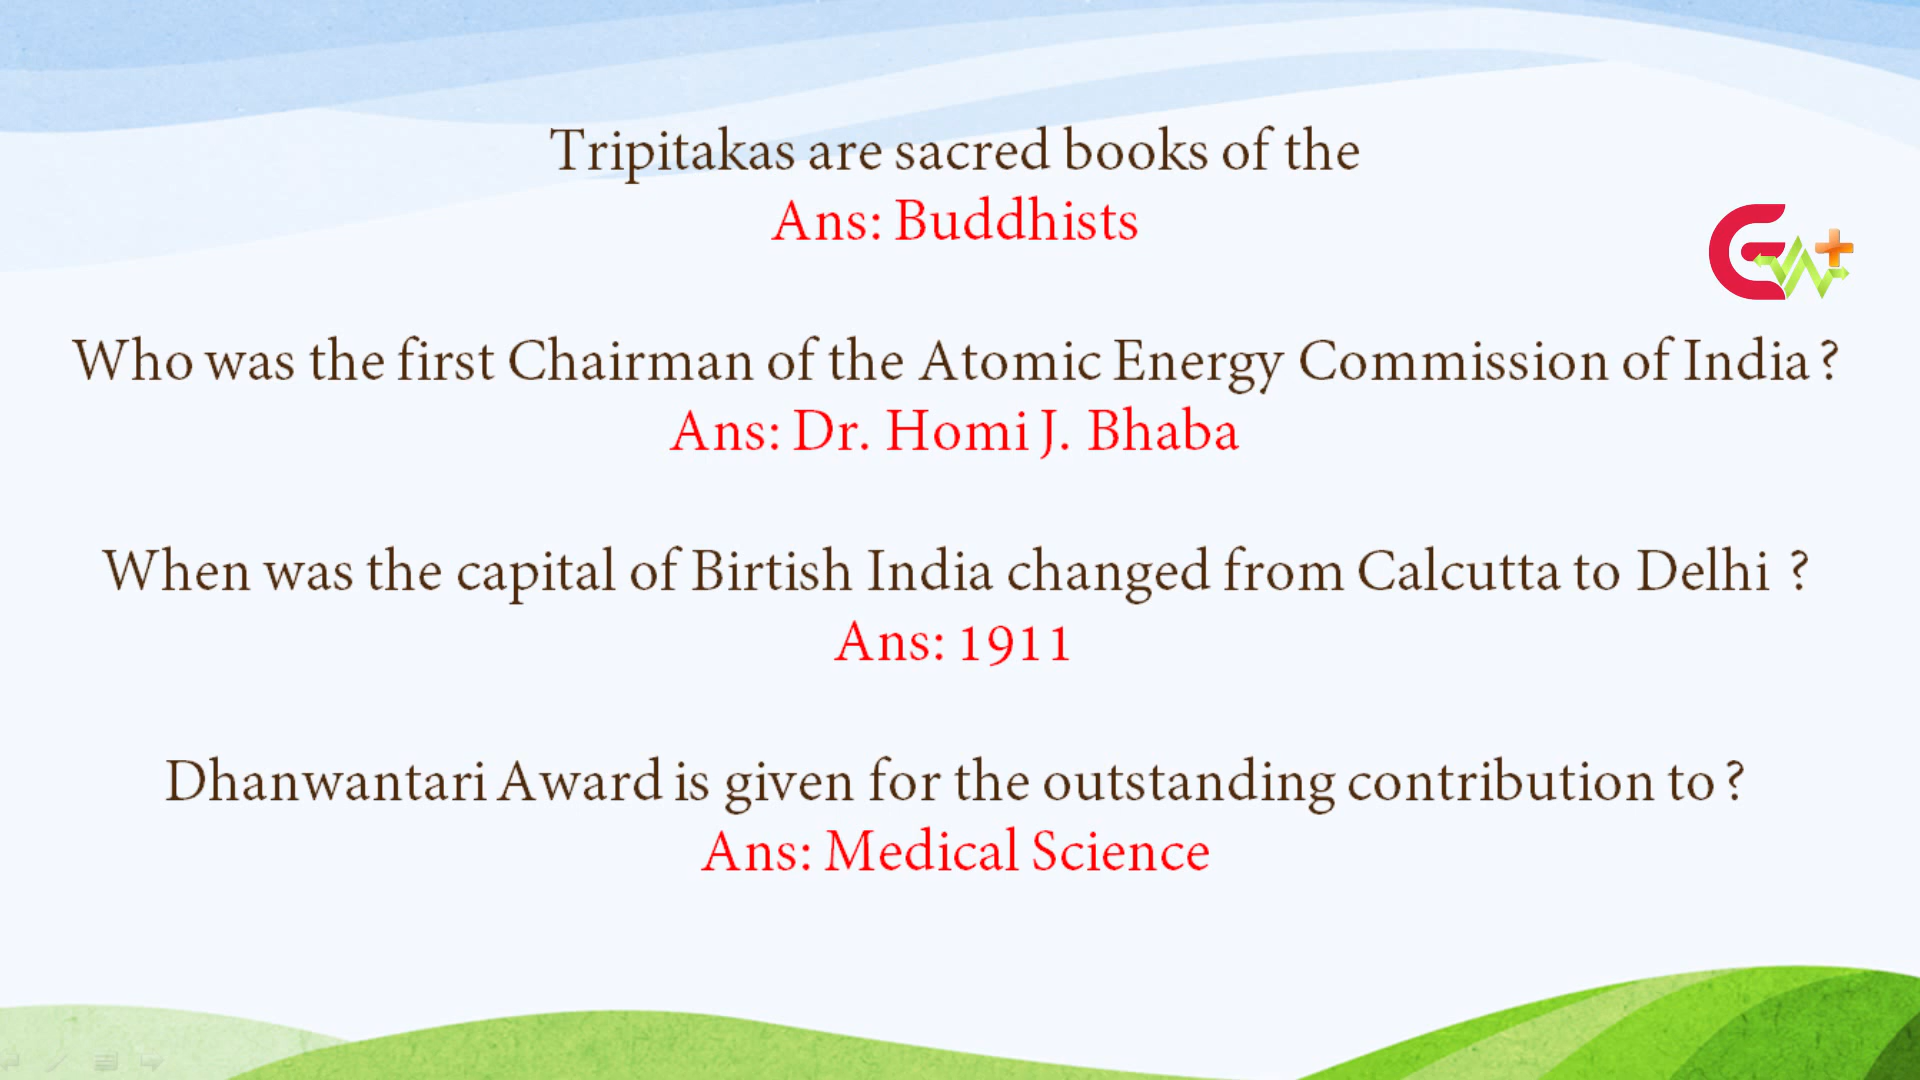 Tripitakas are sacred books of the
Ans: Buddhists
Who was the first Chairman of the Atomic Energy Commission of India?
Ans: Dr. Homi J. Bhaba
When was the capital of Birtish India changed from Calcutta to Delhi ?
Ans: 1911
Dhanwantari Award is given for the outstanding contribution to?
Ans: Medical Science